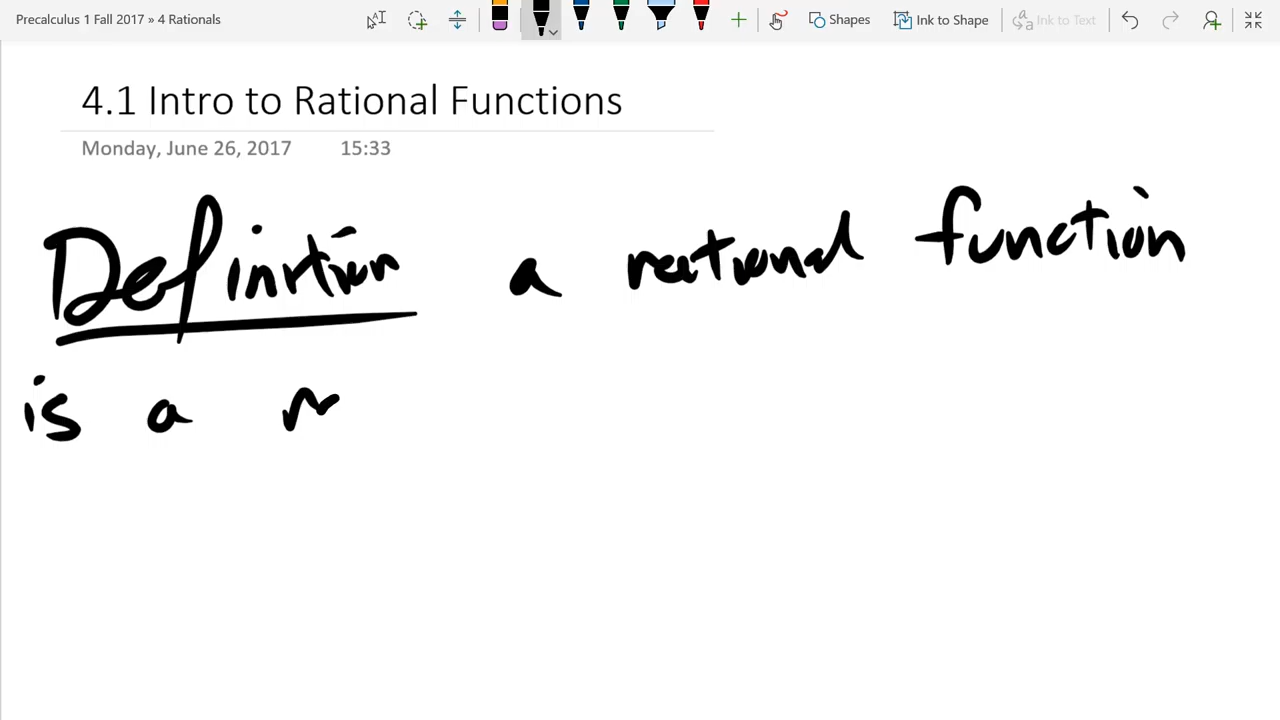 Precalculus 1 Fall 2017 » 4 Rationals
Shapes
Ink to Shape
Ink to Text
4.1 Intro to Rational Functions
Monday, June 26, 2017 15:33
Definition a rational function
is a